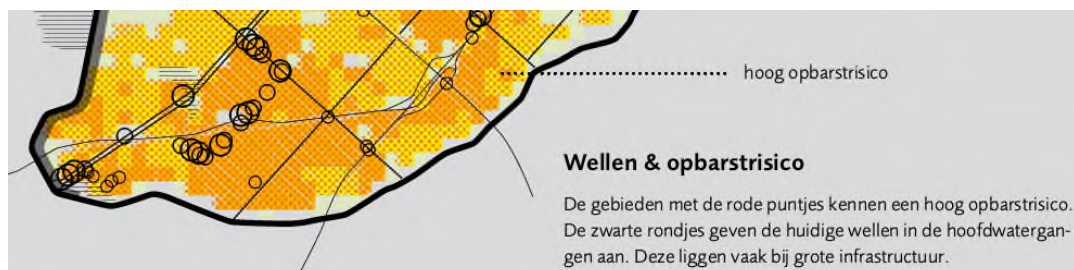 hoog opbarstrisico
Wellen & opbarstrisico
De gebieden met de rode puntjes kennen een hoog opbarstrisico.
De zwarte rondjes geven de huidige wellen in de hoofdwatergan-
gen aan. Deze liggen vaak bij grote infrastructuur.